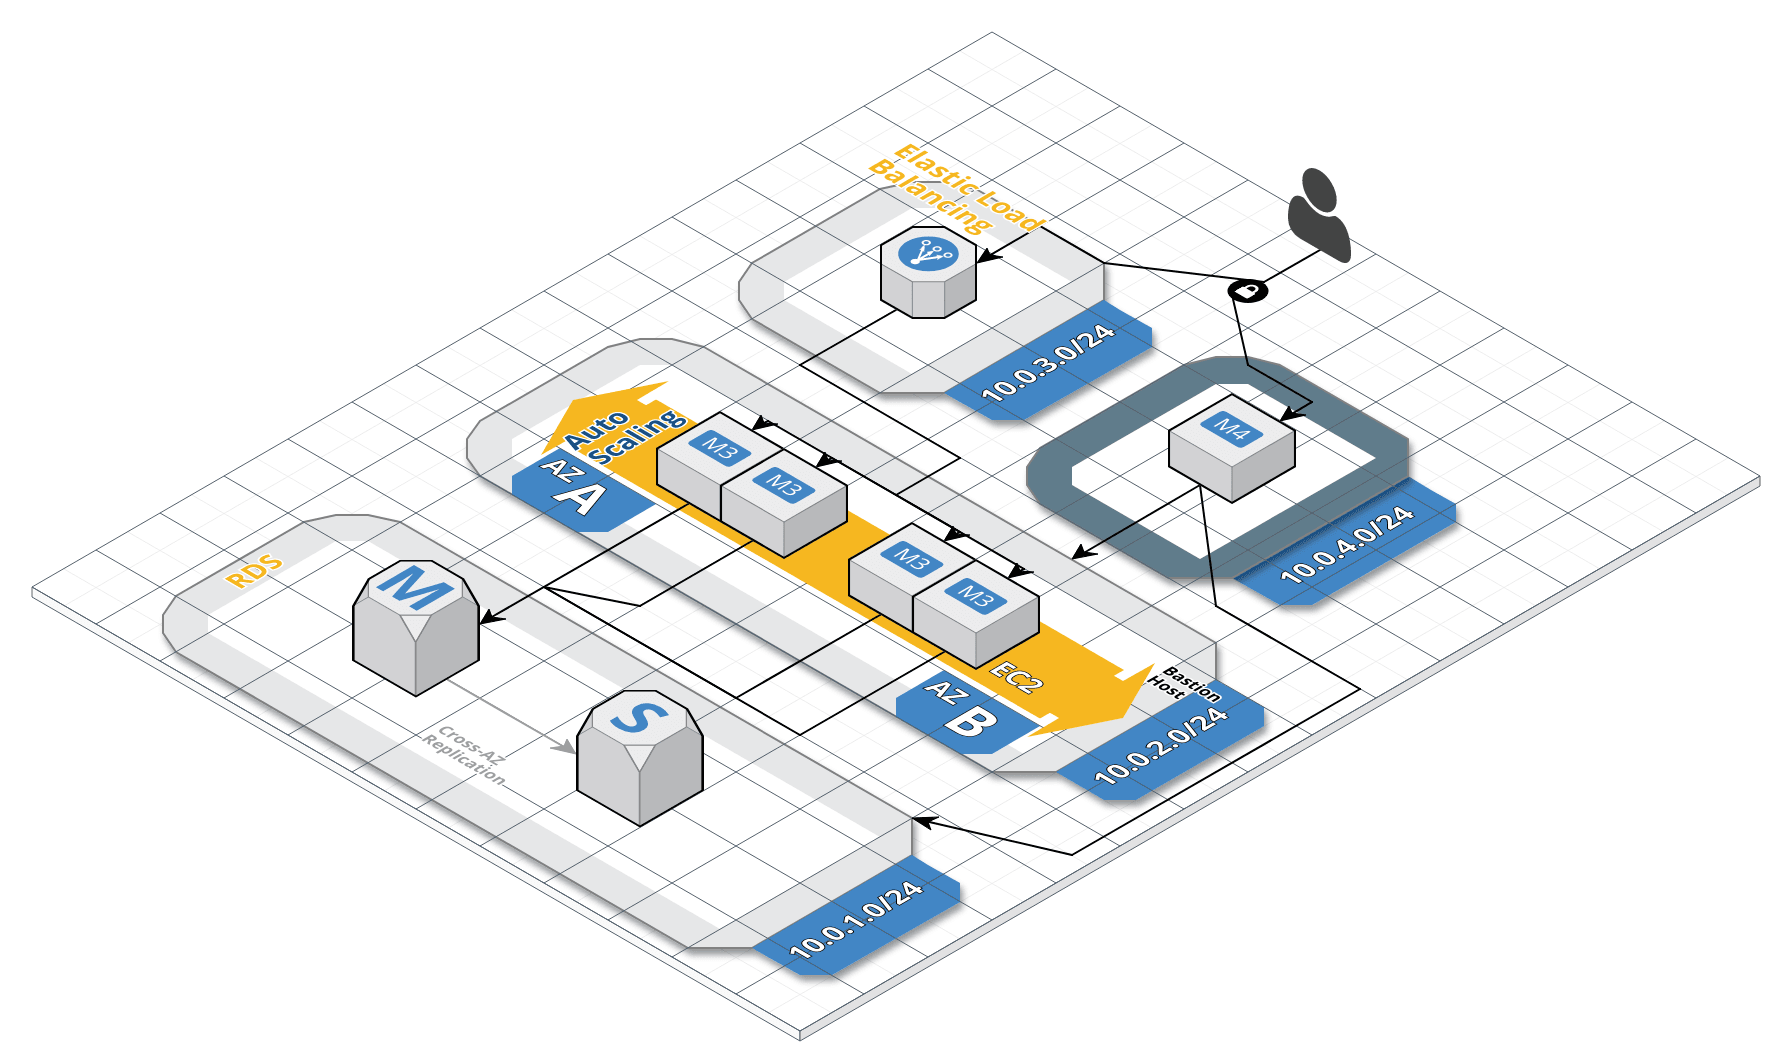 Elastic Load
Balancing
10.0.3.0/24
Auto
Scaling
AZ
A
M3
M3
M3
M3
EC2
AZ
B
Bastion
Host
10.0.2.0/24
M4
10.0.4.0/24
RDS
M
S
Cross-AZ
Replication
10.0.1.0/24